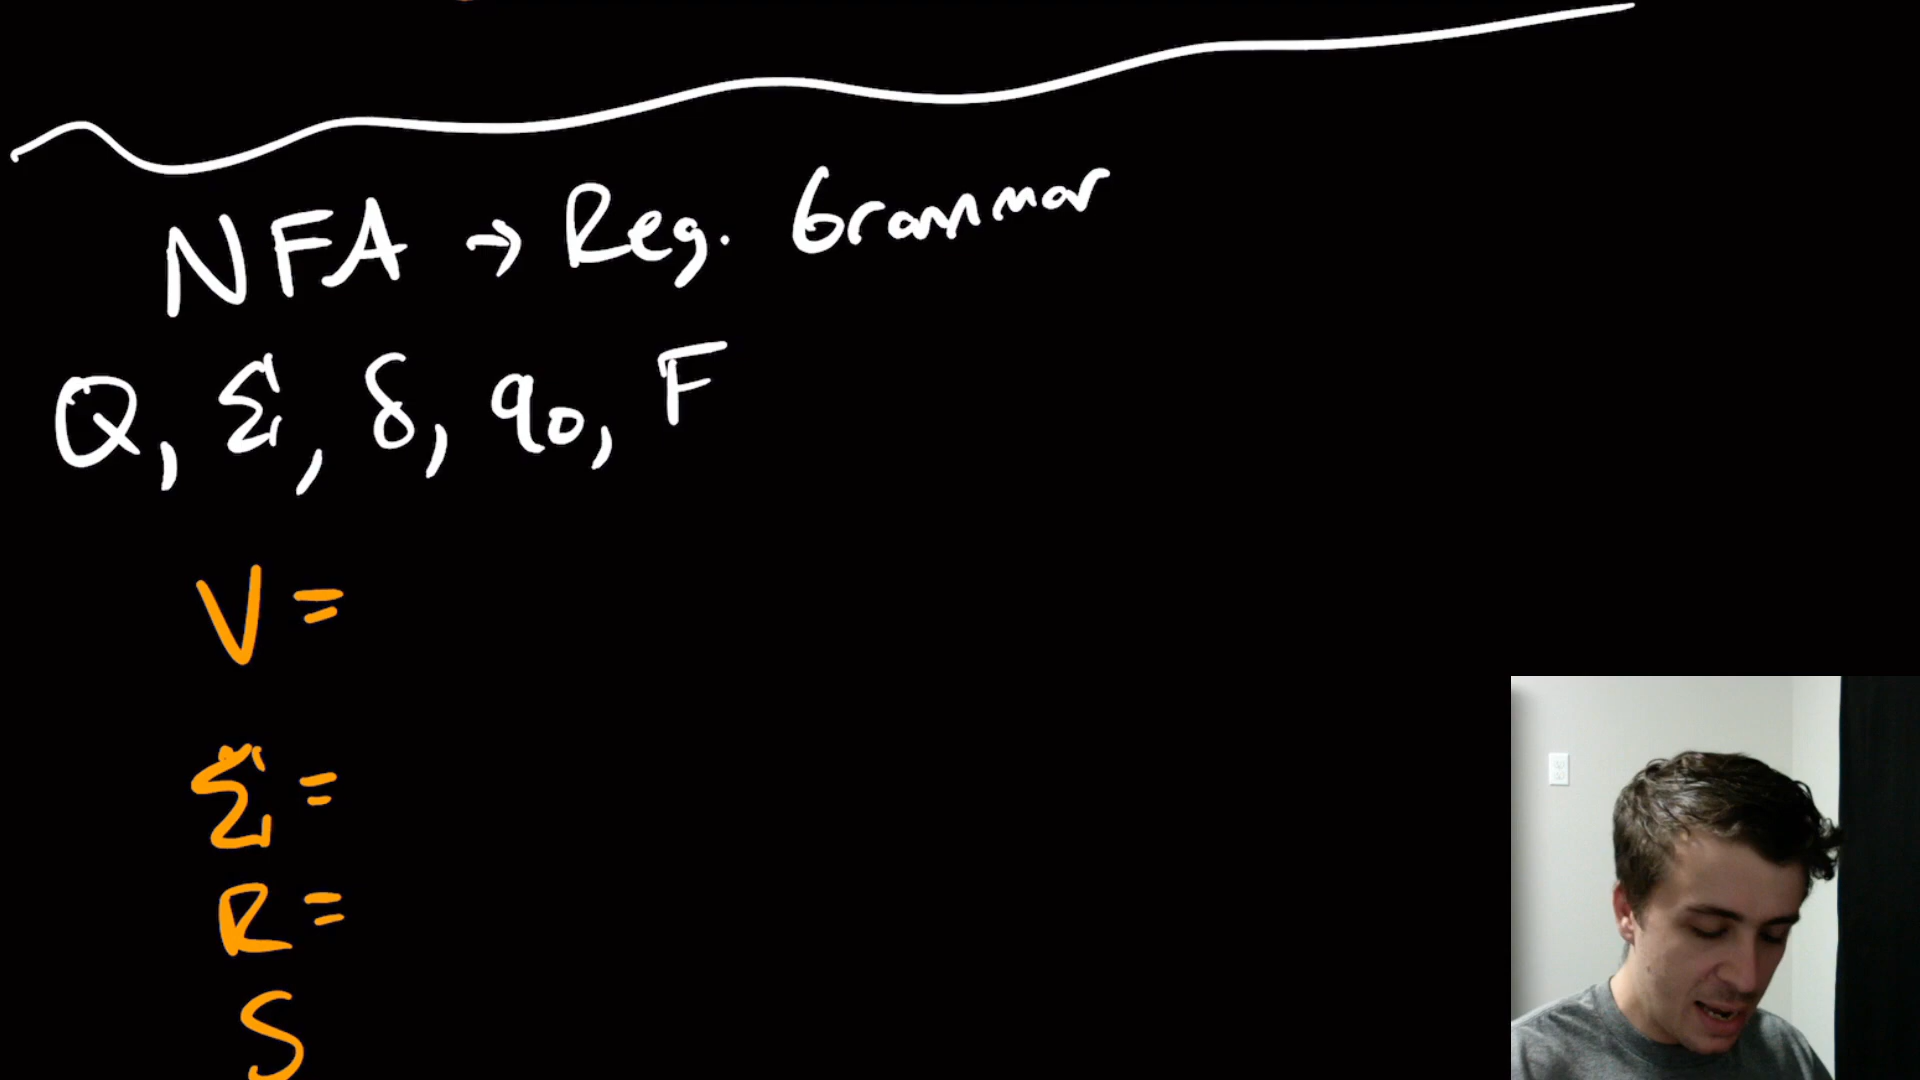 NFA → Reg. Grammar
Q, Σ, δ, q₀, F
V =
Σ =
R =
S